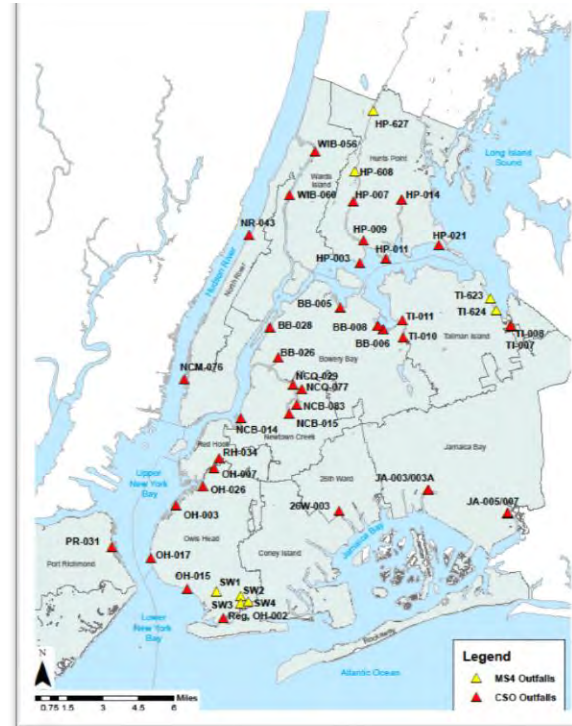 HP-627
WIB-056
Hunts Point
Long Island
Sound
HP-608
Wards
Island
WIB-060
HP-007
HP-014
NR-043
HP-009
HP-021
HP-011
HP-003
Hudson River
North River
TI-623
BB-005
TI-624
TI-011
BB-028
BB-008
TI-008
Tallman Island
TI-010
BB-006
TI-007
BB-026
Bowery Bay
NCM-076
NCQ-029
NCQ-077
NCB-083
NCB-015
NCB-014
Newtown Creek
Red Hook
Jamaica Bay
RH-034
Upper
New York
Bay
OH-007
26th Ward
JA-003/003A
OH-026
26W-003
JA-005/007
OH-003
Jamaica Bay
PR-031
Owls Head
Coney Island
Port Richmond
OH-017
OH-015
SW1
SW2
SW3
SW4
Lower
New York
Bay
Reg, OH-002
Rockaway
N
Atlantic Ocean
Legend
MS4 Outfalls
CSO Outfalls
Miles
0.75 1.5 3 4.5 6